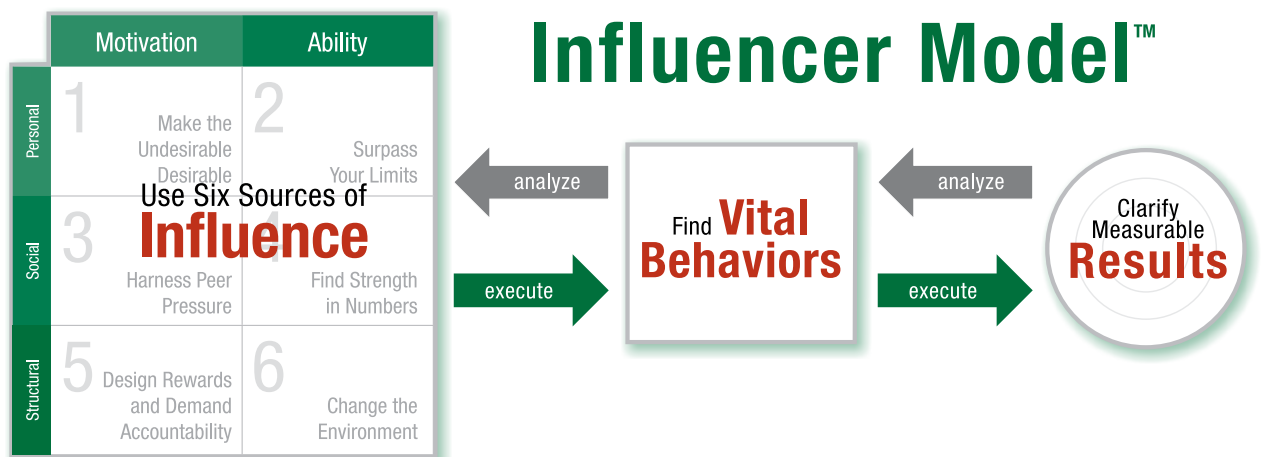 Influencer Model™
Motivation
Ability
Personal
1
Make the
Undesirable
Desirable
2
Surpass
Your Limits
Use Six Sources of
Influence
Social
3
Harness Peer
Pressure
4
Find Strength
in Numbers
Structural
5
Design Rewards
and Demand
Accountability
6
Change the
Environment
analyze
execute
Find Vital
Behaviors
analyze
execute
Clarify
Measurable
Results